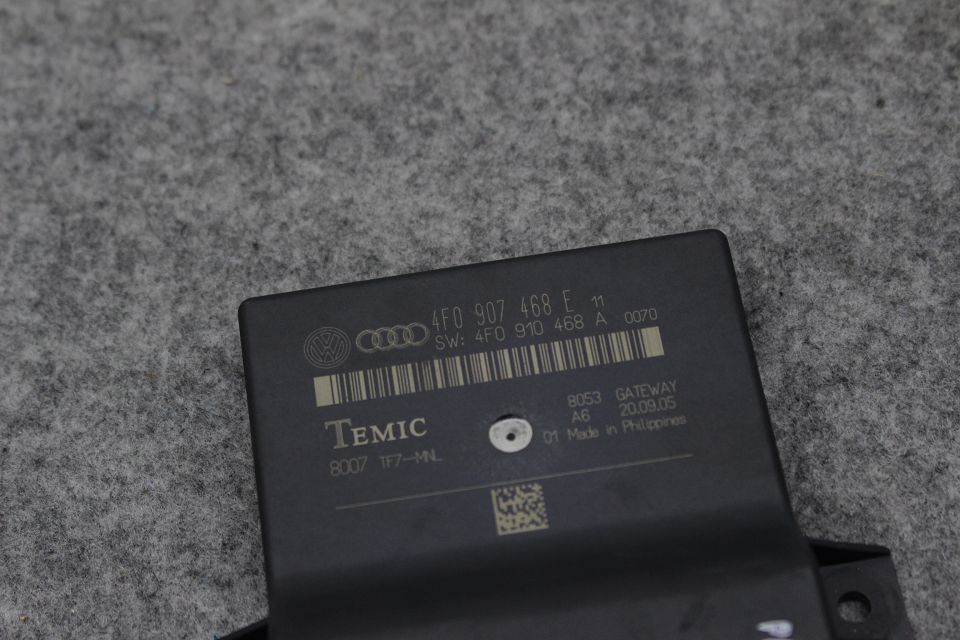 4F0 907 468 E 11
SW: 4F0 910 468 A 0070
TEMIC
8007 TF7-MNL
8053 GATEWAY
A6 20.09.05
01 Made in Philippines